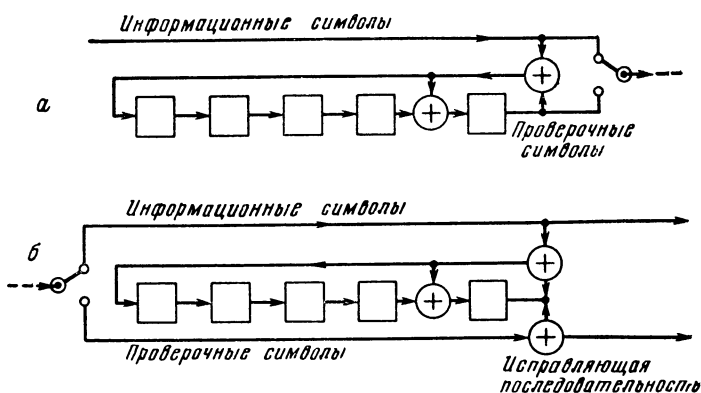 Информационные символы
а
Проверочные
символы
Информационные символы
б
Проверочные символы
Исправляющая
последовательность